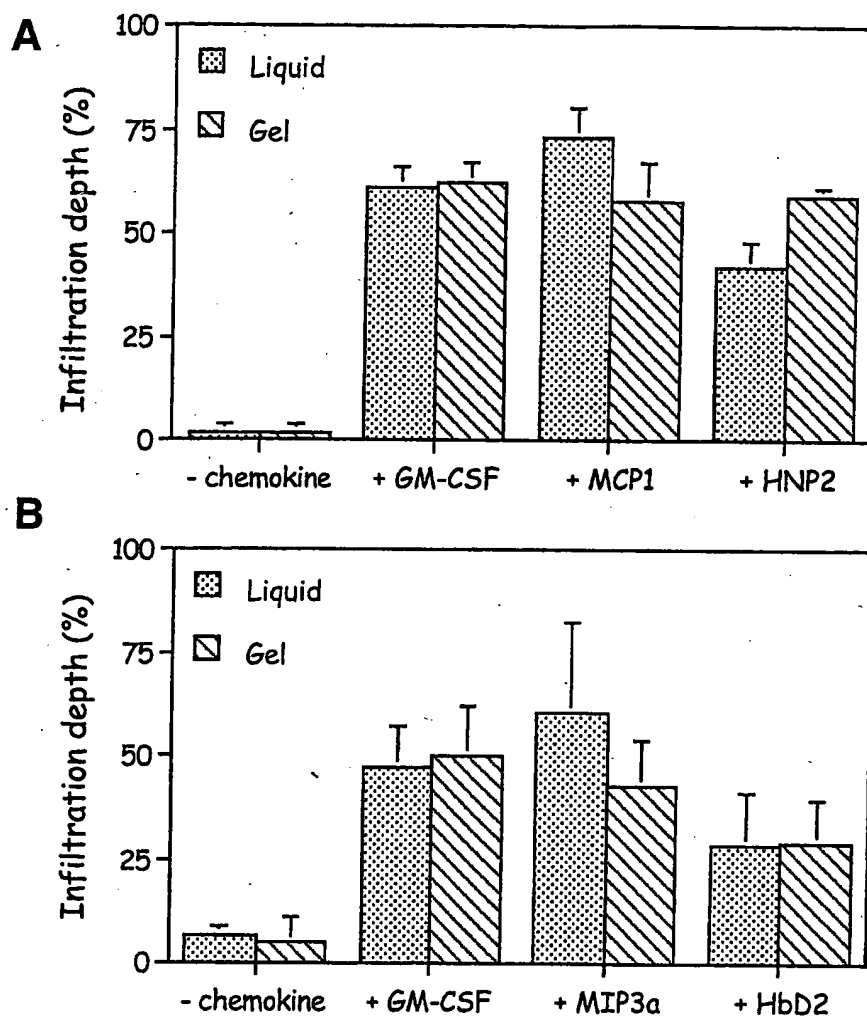 A
Infiltration depth (%)
100
75
50
25
0
Liquid
Gel
- chemokine
+ GM-CSF
+ MCP1
+ HNP2
B
Infiltration depth (%)
100
75
50
25
0
Liquid
Gel
- chemokine
+ GM-CSF
+ MIP3a
+ HbD2